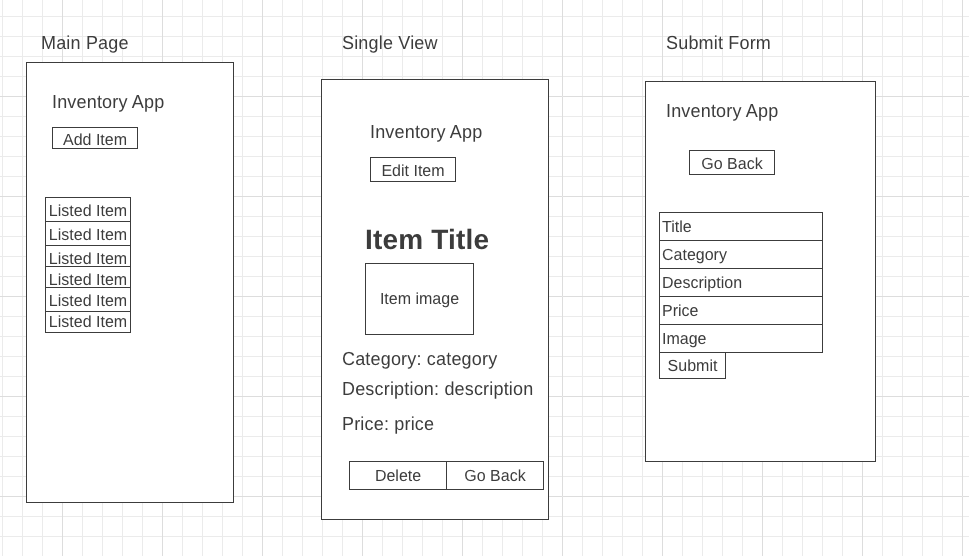 Main Page
Inventory App
Add Item
Listed Item
Listed Item
Listed Item
Listed Item
Listed Item
Listed Item
Single View
Inventory App
Edit Item
Item Title
Item image
Category: category
Description: description
Price: price
Delete
Go Back
Submit Form
Inventory App
Go Back
Title
Category
Description
Price
Image
Submit